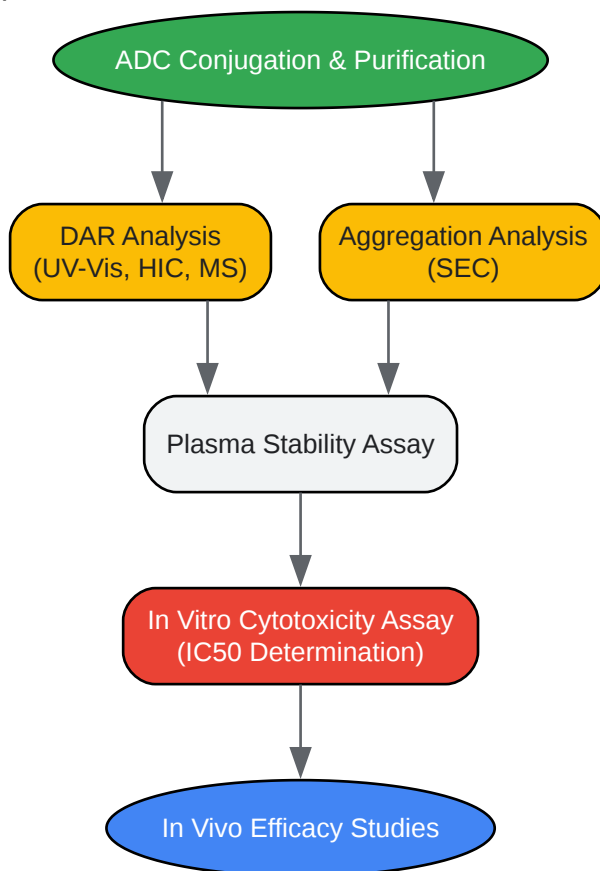 ADC Conjugation & Purification
DAR Analysis
(UV-Vis, HIC, MS)
Aggregation Analysis
(SEC)
Plasma Stability Assay
In Vitro Cytotoxicity Assay
(IC50 Determination)
In Vivo Efficacy Studies